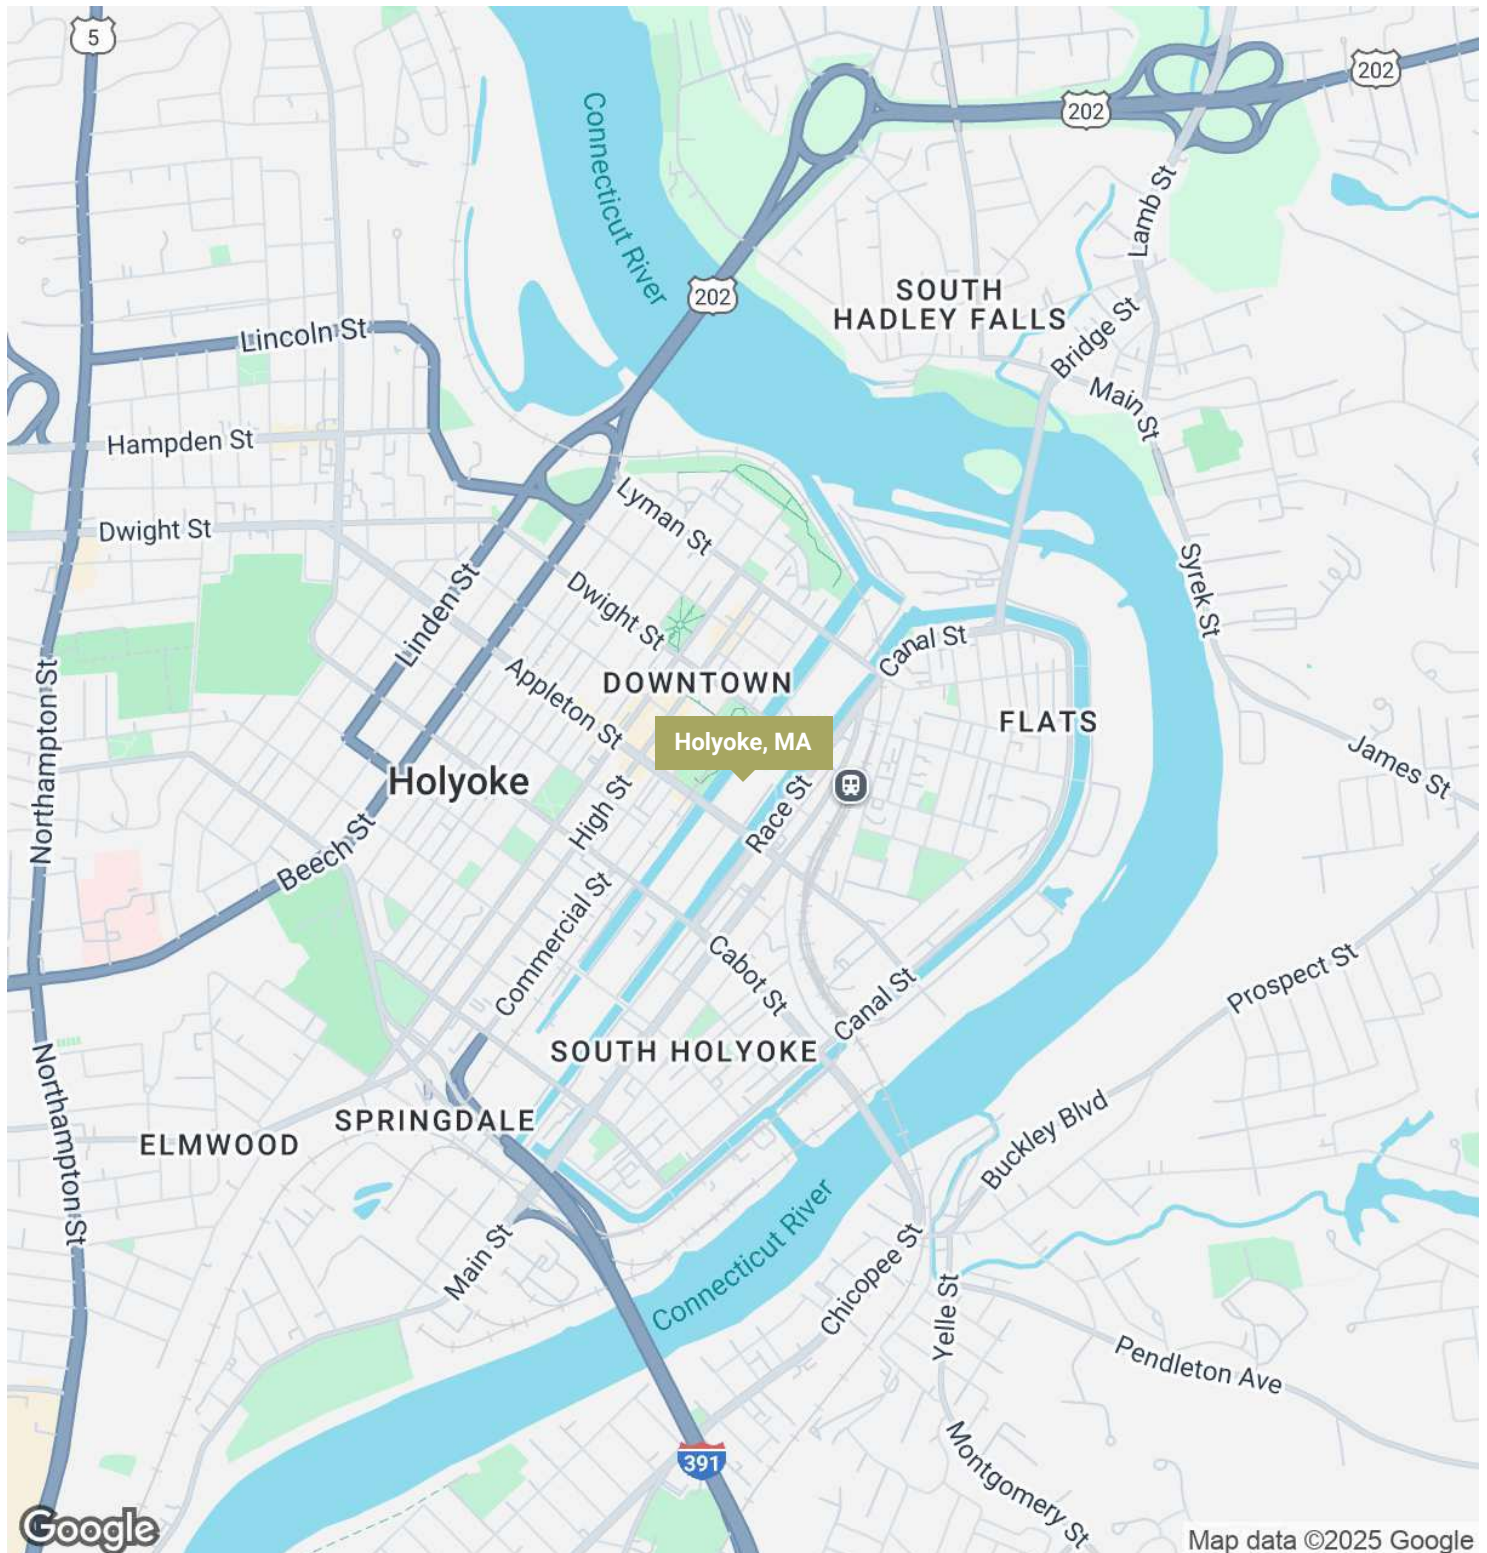 5
202
202
Connecticut River
Lamb St
202
SOUTH
HADLEY FALLS
Bridge St
Lincoln St
Main St
Hampden St
Lyman St
Dwight St
Syrek St
Linden St
Dwight St
Canal St
Appleton St
DOWNTOWN
Northampton St
FLATS
Holyoke, MA
James St
Holyoke
High St
Race St
Beech St
Commercial St
Cabot St
Prospect St
Canal St
SOUTH HOLYOKE
Northampton St
SPRINGDALE
ELMWOOD
Buckley Blvd
Connecticut River
Main St
Chicopee St
Yelle St
Pendleton Ave
391
Montgomery St
Google
Map data ©2025 Google